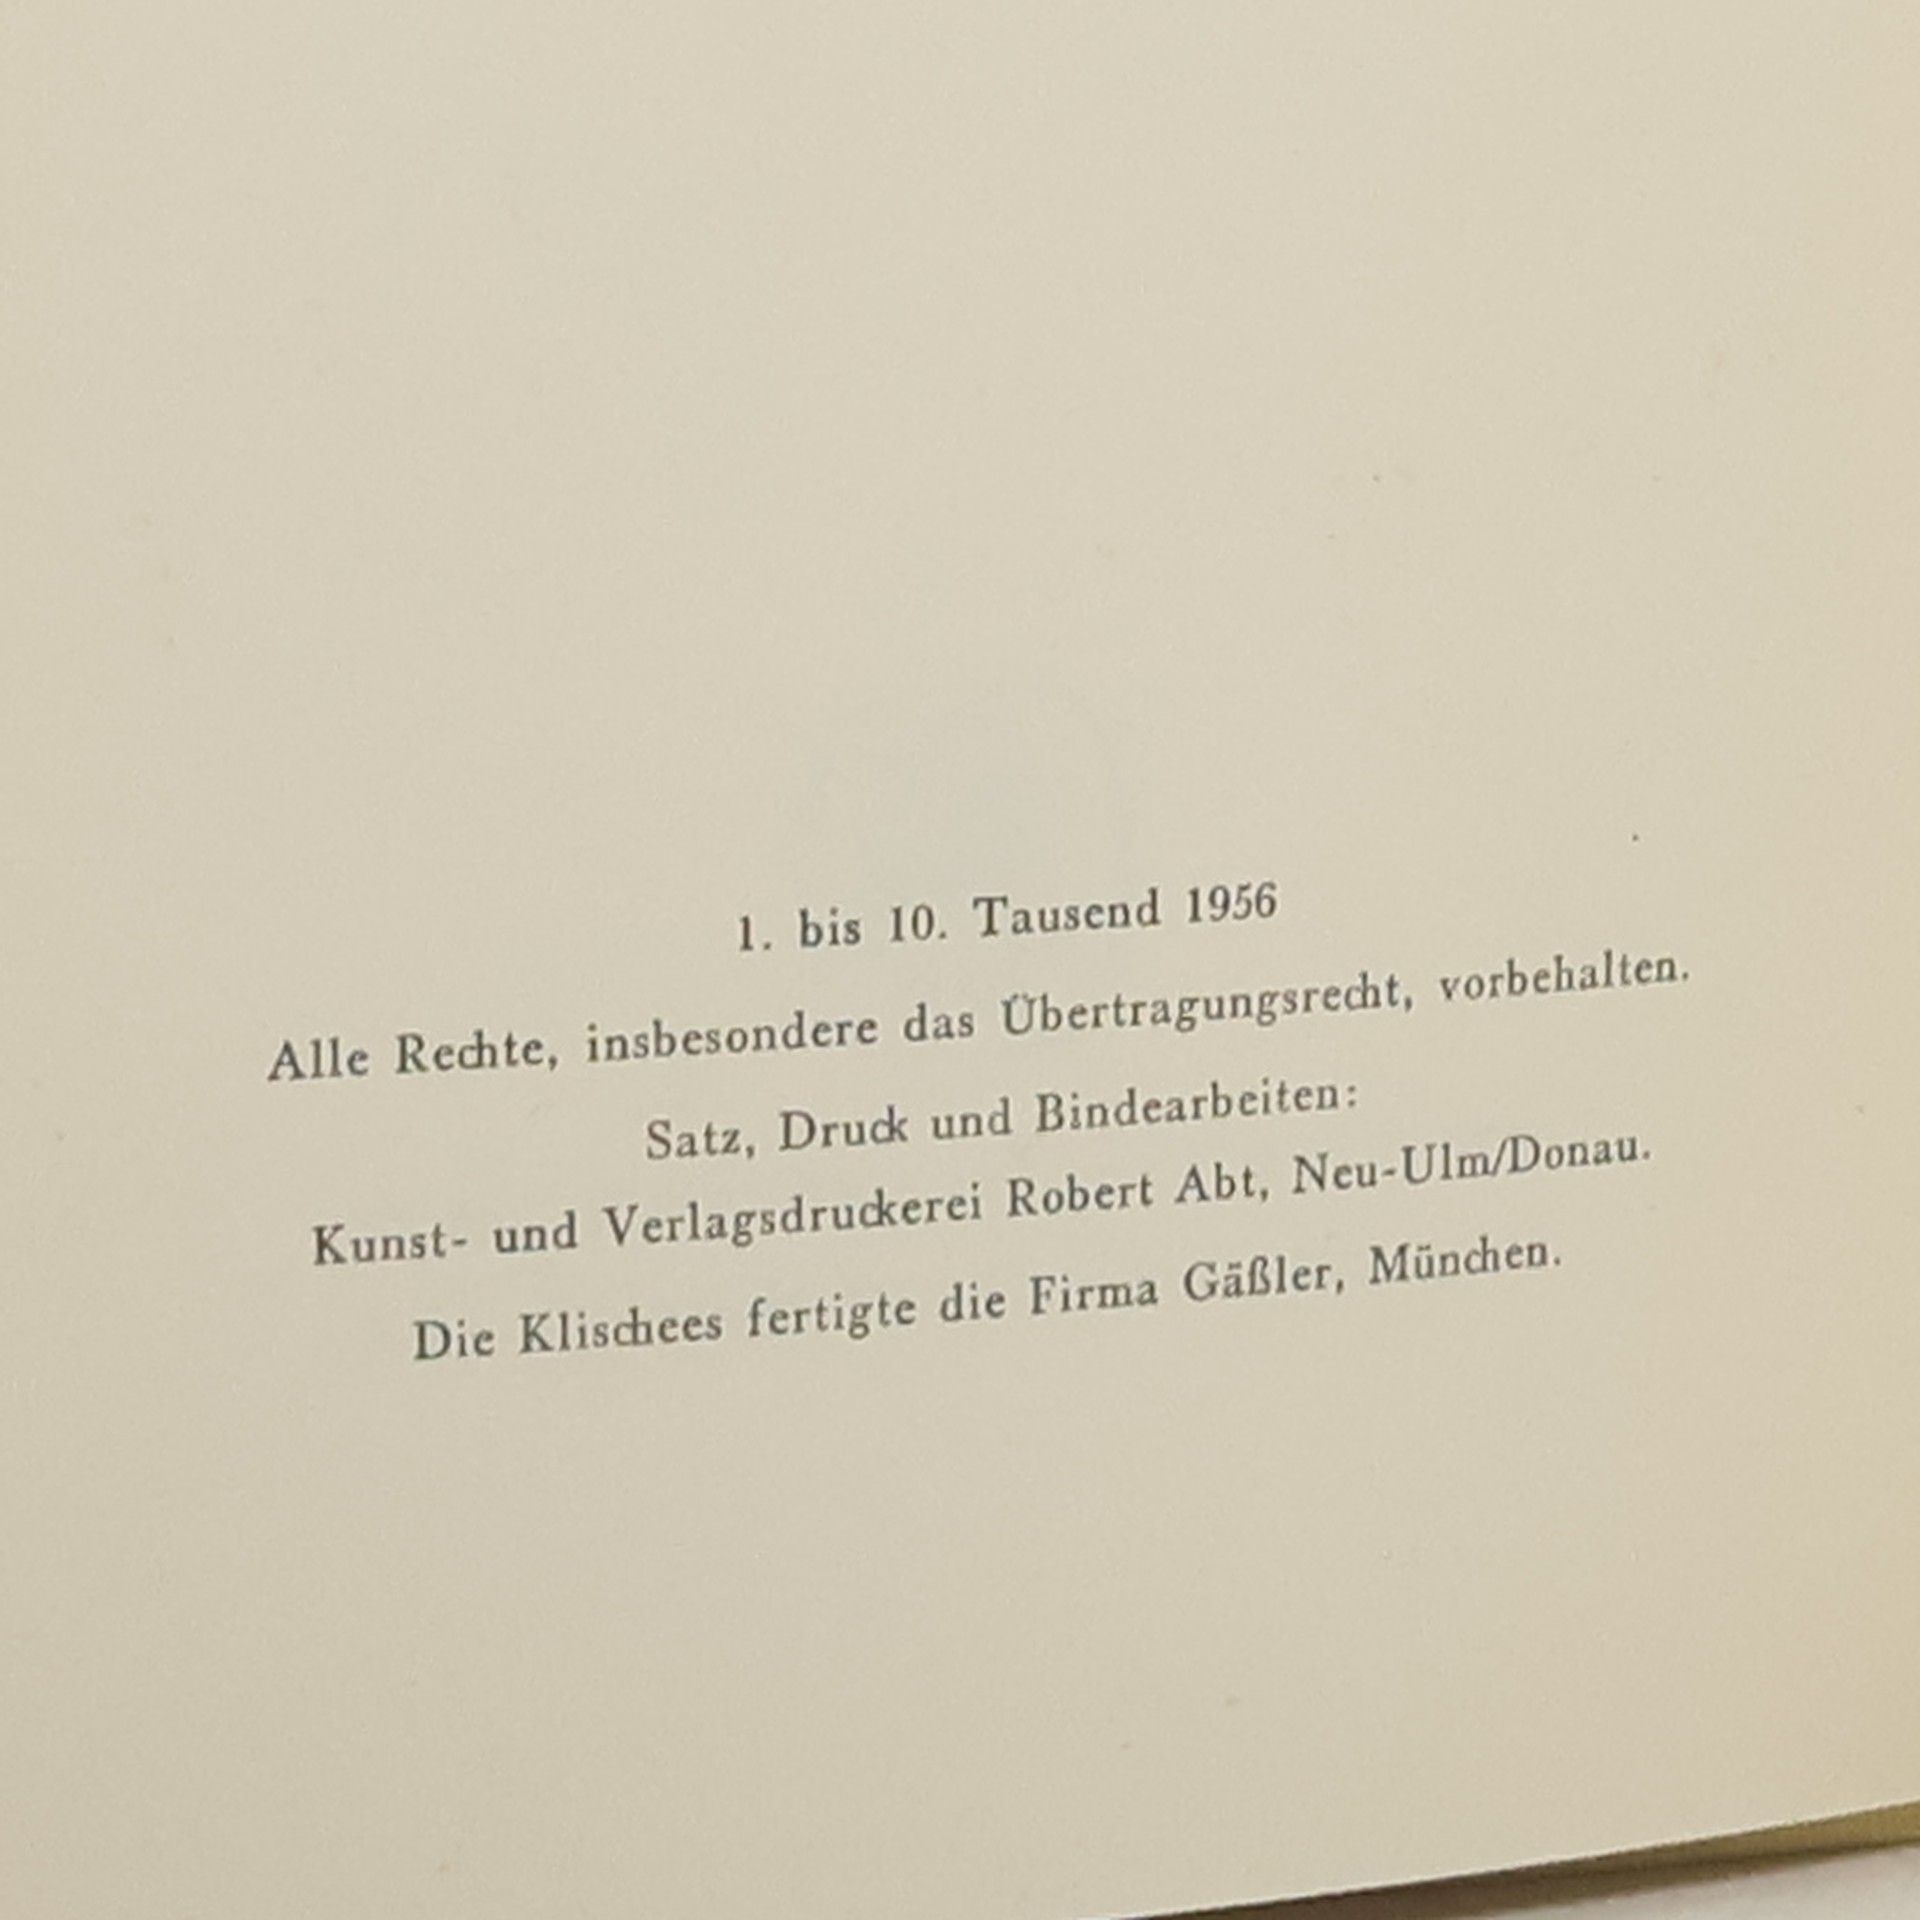 1. bis 10. Tausend 1956
Alle Rechte, insbesondere das Übertragungsrecht, vorbehalten.
Satz, Druck und Bindearbeiten:
Kunst- und Verlagsdruckerei Robert Abt, Neu-Ulm/Donau.
Die Klischees fertigte die Firma Gäßler, München.